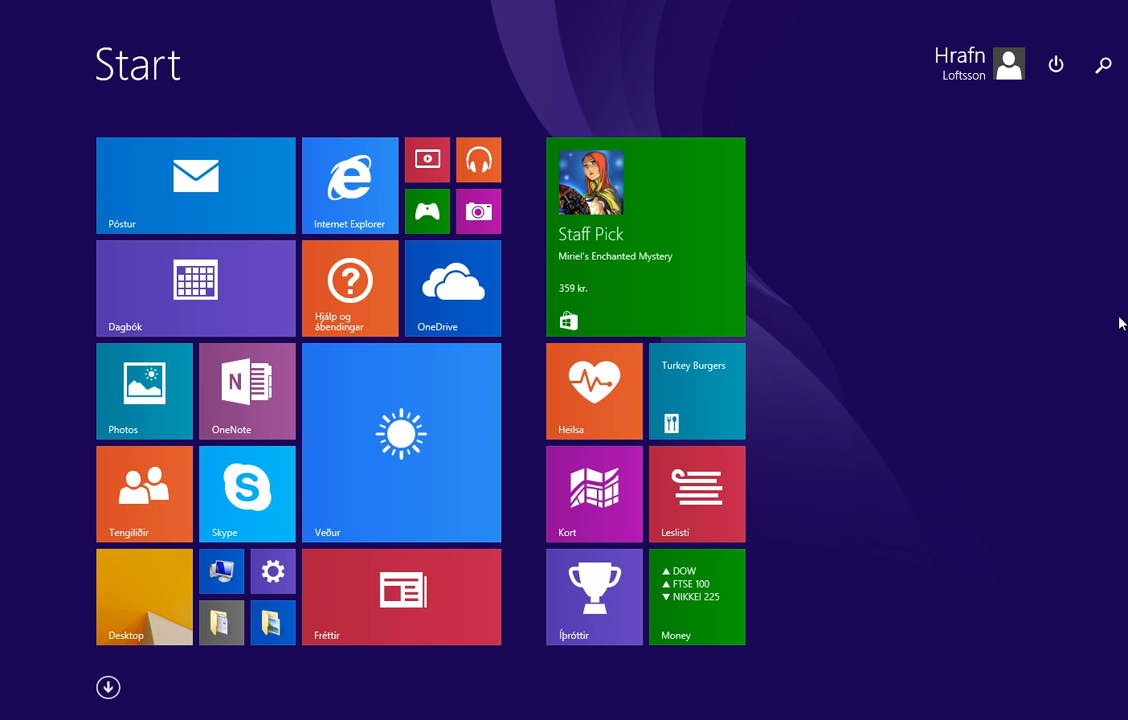 Start
Hrafn
Loftsson
Póstur
Internet Explorer
Dagbók
Hjálp og
ábendingar
OneDrive
Photos
N
OneNote
Tengiliðir
S
Skype
Veður
Desktop
Fréttir
Staff Pick
Miriel's Enchanted Mystery
359 kr.
Heilsa
Turkey Burgers
Kort
Leslisti
Íþróttir
▲ DOW
▲ FTSE 100
▼ NIKKEI 225
Money